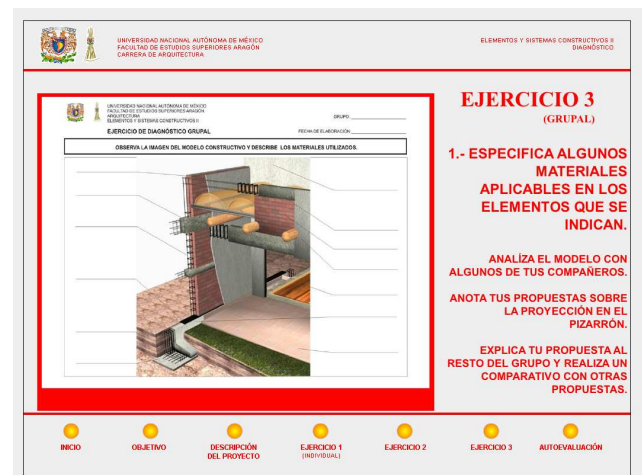 UNIVERSIDAD NACIONAL AUTÓNOMA DE MÉXICO
FACULTAD DE ESTUDIOS SUPERIORES ARAGÓN
CARRERA DE ARQUITECTURA
ELEMENTOS Y SISTEMAS CONSTRUCTIVOS II
DIAGNÓSTICO
UNIVERSIDAD NACIONAL AUTÓNOMA DE MÉXICO
FACULTAD DE ESTUDIOS SUPERIORES ARAGÓN
ARQUITECTURA
ELEMENTOS Y SISTEMAS CONSTRUCTIVOS II
GRUPO:
EJERCICIO DE DIAGNÓSTICO GRUPAL
FECHA DE ELABORACIÓN:
OBSERVA LA IMAGEN DEL MODELO CONSTRUCTIVO Y DESCRIBE LOS MATERIALES UTILIZADOS.
EJERCICIO 3
(GRUPAL)
1.- ESPECIFICA ALGUNOS
MATERIALES
APLICABLES EN LOS
ELEMENTOS QUE SE
INDICAN.
ANALÍZA EL MODELO CON
ALGUNOS DE TUS COMPAÑEROS.
ANOTA TUS PROPUESTAS SOBRE
LA PROYECCIÓN EN EL
PIZARRÓN.
EXPLICA TU PROPUESTA AL
RESTO DEL GRUPO Y REALIZA UN
COMPARATIVO CON OTRAS
PROPUESTAS.
INICIO
OBJETIVO
DESCRIPCIÓN
DEL PROYECTO
EJERCICIO 1
(INDIVIDUAL)
EJERCICIO 2
EJERCICIO 3
AUTOEVALUACIÓN